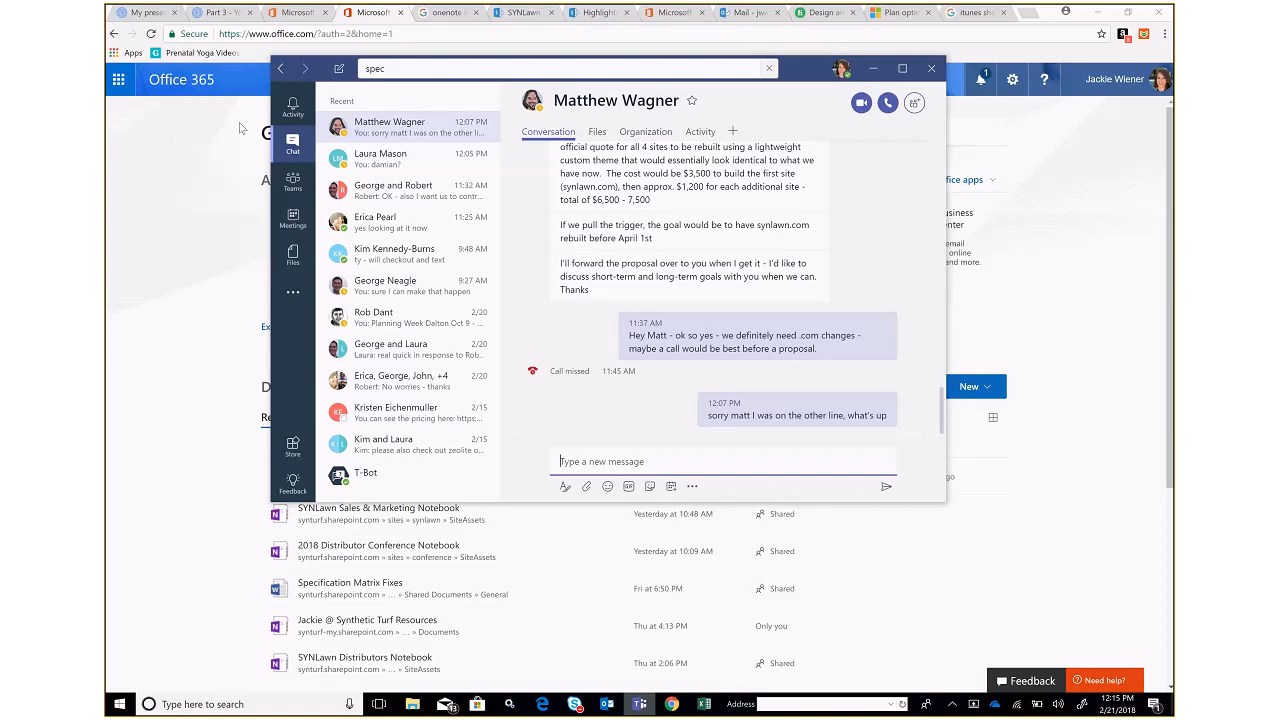 My presen
Part 3 - Yo
Microsoft
Microsoft
onenote
SYNLawn
Highlight
Microsoft
Mail - jwi
Design an
Plan optio
itunes she
Secure
https://www.office.com/?auth=2&home=1
Apps
Prenatal Yoga Videos
spec
Office 365
1
?
Jackie Wiener
Activity
Chat
Teams
Meetings
Files
Store
Feedback
Recent
Matthew Wagner 12:07 PM
You: sorry matt I was on the other li...
Laura Mason 12:05 PM
You: damian?
George and Robert 11:32 AM
Robert: OK - also I want us to contr...
Erica Pearl 11:25 AM
yes looking at it now
Kim Kennedy-Burns 9:48 AM
ty - will checkout and text
George Neagle 9:27 AM
You: sure I can make that happen
Rob Dant 2/20
You: Planning Week Dalton Oct 9 - ...
George and Laura 2/20
Laura: real quick in response to Rob..
Erica, George, John, +4 2/20
Robert: No worries - thanks
Kristen Eichenmuller 2/15
You can see the pricing here: https:...
Kim and Laura 2/15
Kim: please also check out zeolite o...
T-Bot
Matthew Wagner
Conversation Files Organization Activity
official quote for all 4 sites to be rebuilt using a lightweight
custom theme that would essentially look identical to what we
have now. The cost would be $3,500 to build the first site
(synlawn.com), then approx. $1,200 for each additional site -
total of $6,500 - 7,500
If we pull the trigger, the goal would be to have synlawn.com
rebuilt before April 1st
I'll forward the proposal over to you when I get it - I'd like to
discuss short-term and long-term goals with you when we can.
Thanks
11:37 AM
Hey Matt - ok so yes - we definitely need .com changes -
maybe a call would be best before a proposal.
Call missed 11:45 AM
12:07 PM
sorry matt I was on the other line, what's up
Type a new message
fice apps
siness
nter
email
online
and more.
New
go
SYNLawn Sales & Marketing Notebook
synturf.sharepoint.com » sites » synlawn » SiteAssets
Yesterday at 10:48 AM Shared
2018 Distributor Conference Notebook
synturf.sharepoint.com » sites » conference » SiteAssets
Yesterday at 10:09 AM Shared
Specification Matrix Fixes
synturf.sharepoint.com » ... » Shared Documents » General
Fri at 6:50 PM Shared
Jackie @ Synthetic Turf Resources
synturf-my.sharepoint.com » ... » Documents
Thu at 4:13 PM Only you
SYNLawn Distributors Notebook
synturf.sharepoint.com » ... » SiteAssets
Thu at 2:06 PM Shared
Feedback
Need help?
Type here to search
Address
12:15 PM
2/21/2018